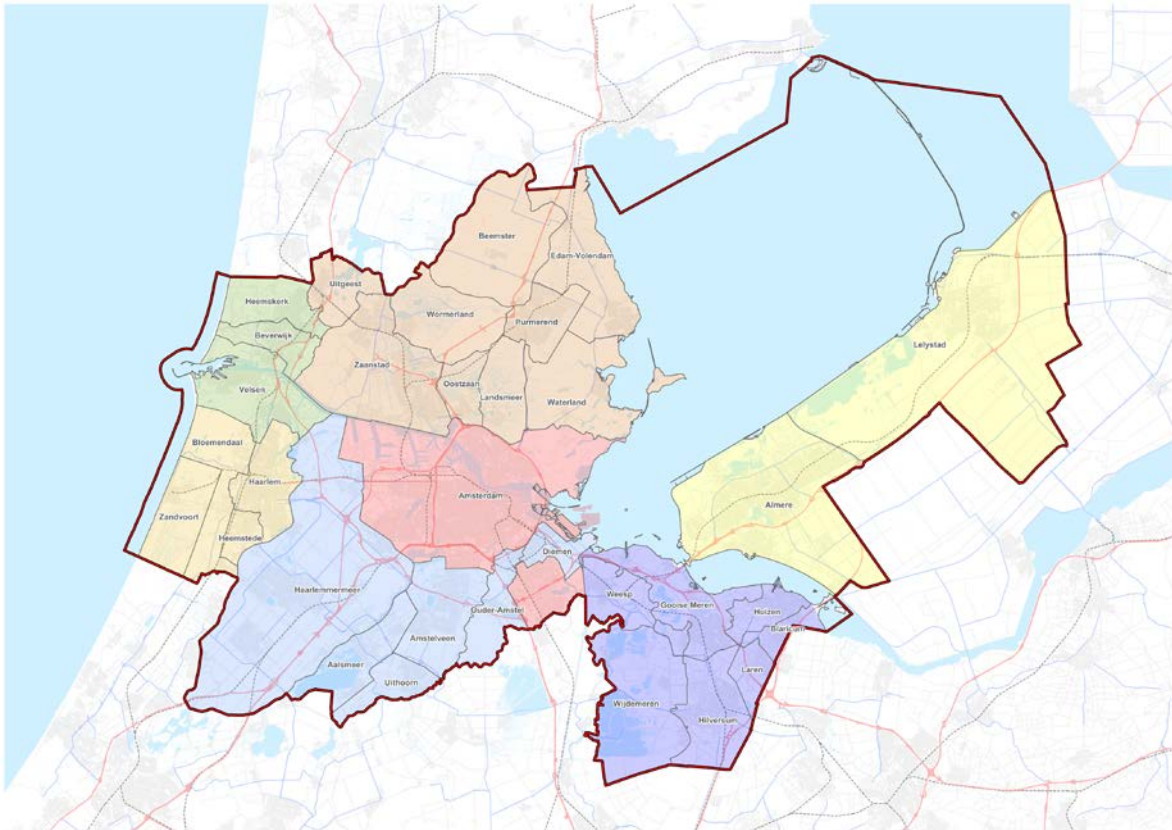 Beemster
Edam-Volendam
Uitgeest
Heemskerk
Wormerland
Purmerend
Beverwijk
Lelystad
Zaanstad
Oostzaan
Velsen
Landsmeer
Waterland
Bloemendaal
Haarlem
Amsterdam
Zandvoort
Almere
Heemstede
Diemen
Haarlemmermeer
Weesp
Gooise Meren
Ouder-Amstel
Huizen
Blaricum
Amstelveen
Aalsmeer
Laren
Uithoorn
Wijdemeren
Hilversum